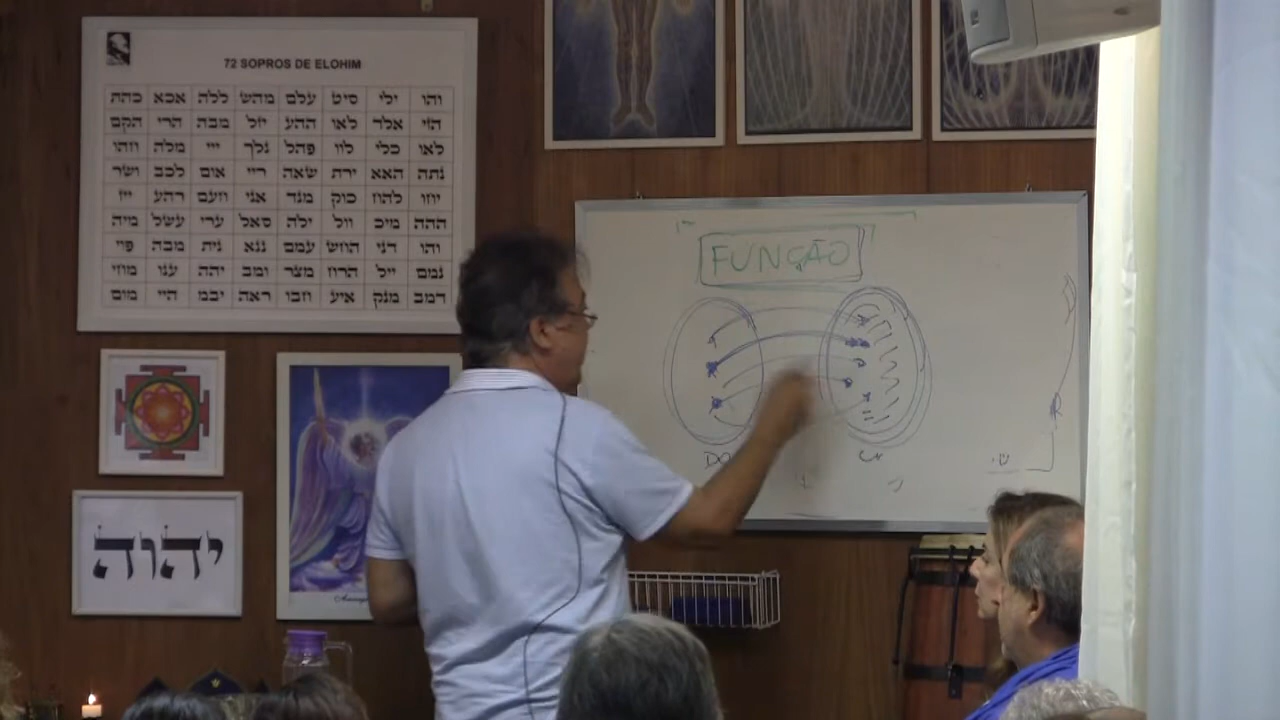 72 SOPROS DE ELOHIM
והו ילי סיט עלם מהש ללה אכא כהת
הזי אלד לאו ההע יזל מבה הרי הקם
לאו כלי לוו פהל נלך ייי מלה חהו
נתה האא ירת שאה ריי אום לכב ושר
יחו להח כוק מנד אני חעם רהע ייז
ההה מיכ וול ילה סאל ערי עשל מיה
והו דני החש עמם ננא נית מבה פוי
נמם ייל הרח מצר ומב יהה ענו מחי
דמב מנק איע חבו ראה יבמ היי מום
FUNÇÃO
יהוה